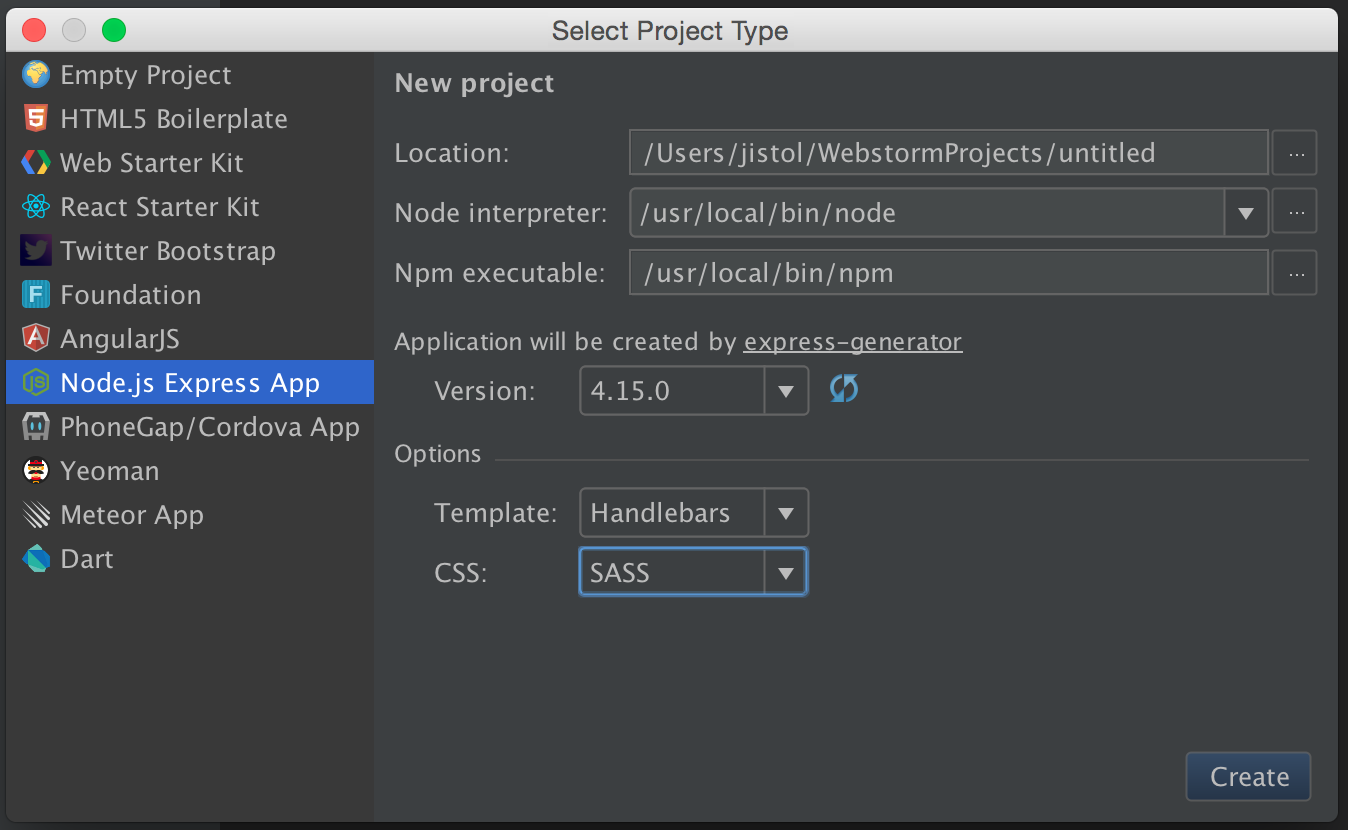 Select Project Type
Empty Project
HTML5 Boilerplate
Web Starter Kit
React Starter Kit
Twitter Bootstrap
Foundation
AngularJS
Node.js Express App
PhoneGap/Cordova App
Yeoman
Meteor App
Dart
New project
Location: /Users/jistol/WebstormProjects/untitled ...
Node interpreter: /usr/local/bin/node ...
Npm executable: /usr/local/bin/npm ...
Application will be created by express-generator
Version: 4.15.0
Options
Template: Handlebars
CSS: SASS
Create